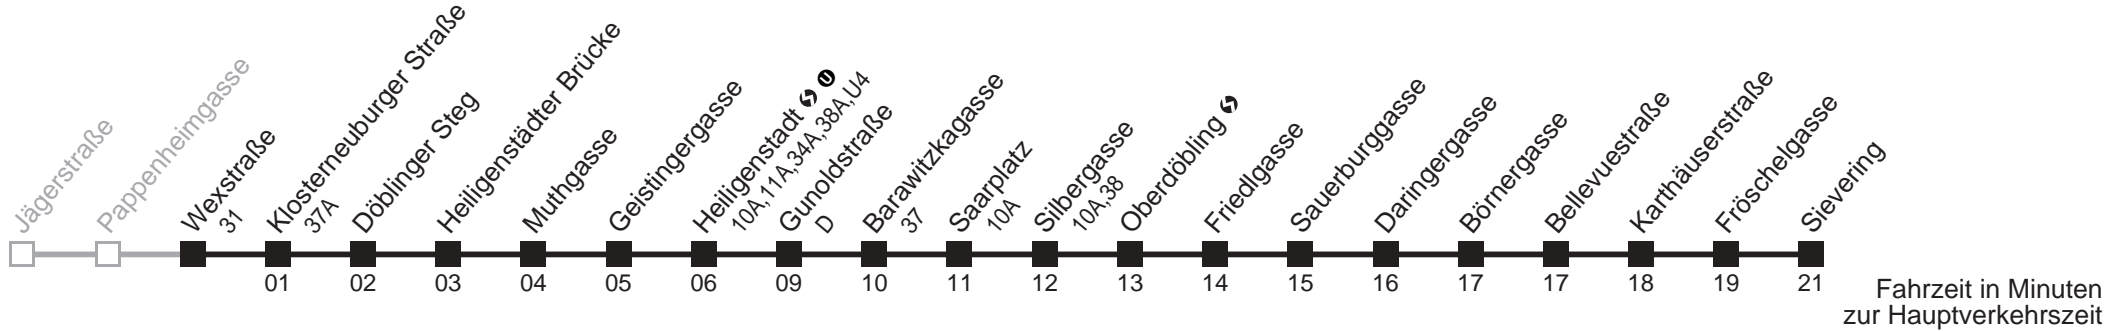 Jägerstraße
Pappenheimgasse
Wexstraße
31
Klosterneuburger Straße
37A
Döblinger Steg
Heiligenstädter Brücke
Muthgasse
Geistingergasse
Heiligenstadt S U
10A,11A,34A,38A,U4
Gunoldstraße
D
Barawitzkagasse
37
Saarplatz
10A
Silbergasse
10A,38
Oberdöbling S
Friedlgasse
Sauerburggasse
Daringergasse
Börnergasse
Bellevuestraße
Karthäuserstraße
Fröschelgasse
Sievering
01 02 03 04 05 06 09 10 11 12 13 14 15 16 17 17 18 19 21
Fahrzeit in Minuten
zur Hauptverkehrszeit